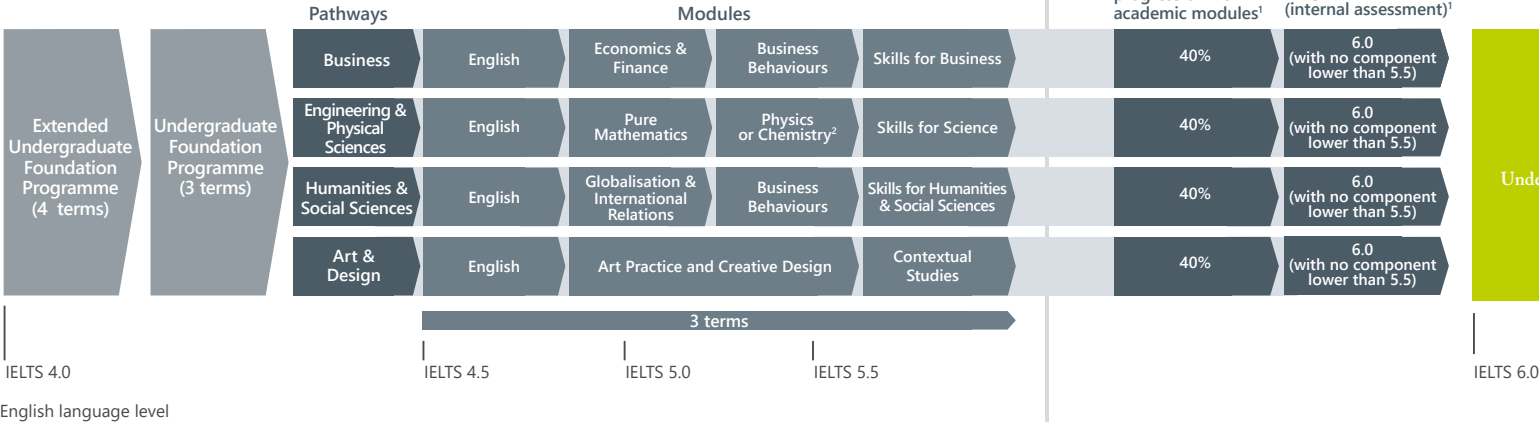 Pathways
Modules
academic modules¹
(internal assessment)¹
Extended
Undergraduate
Foundation
Programme
(4 terms)
Undergraduate
Foundation
Programme
(3 terms)
Business
English
Economics &
Finance
Business
Behaviours
Skills for Business
40%
6.0
(with no component
lower than 5.5)
Engineering &
Physical
Sciences
English
Pure
Mathematics
Physics
or Chemistry²
Skills for Science
40%
6.0
(with no component
lower than 5.5)
Humanities &
Social Sciences
English
Globalisation &
International
Relations
Business
Behaviours
Skills for Humanities
& Social Sciences
40%
6.0
(with no component
lower than 5.5)
Art &
Design
English
Art Practice and Creative Design
Contextual
Studies
40%
6.0
(with no component
lower than 5.5)
3 terms
IELTS 4.0
IELTS 4.5
IELTS 5.0
IELTS 5.5
IELTS 6.0
English language level